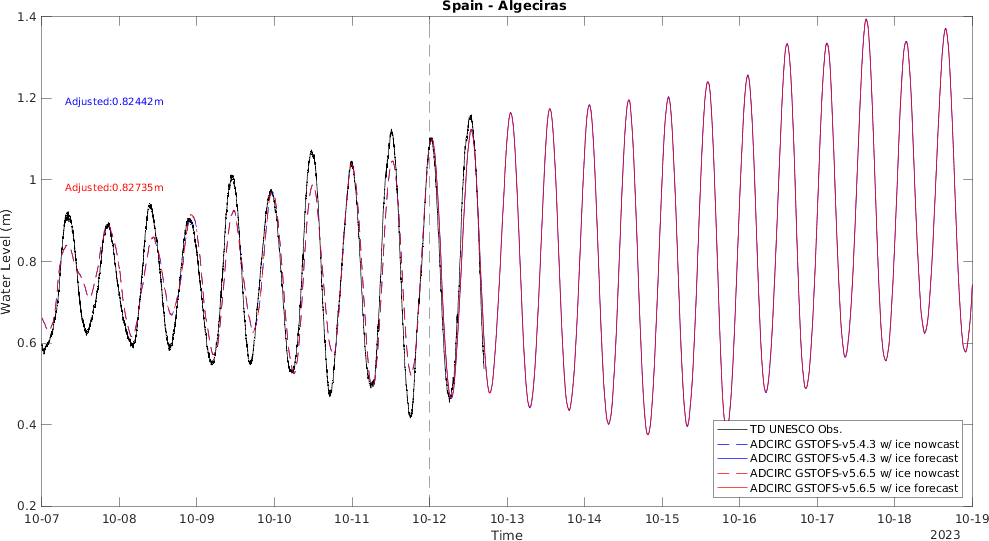 Spain - Algeciras
1.4
1.2
1
0.8
0.6
0.4
0.2
Water Level (m)
Adjusted:0.82442m
Adjusted:0.82735m
TD UNESCO Obs.
ADCIRC GSTOFS-v5.4.3 w/ ice nowcast
ADCIRC GSTOFS-v5.4.3 w/ ice forecast
ADCIRC GSTOFS-v5.6.5 w/ ice nowcast
ADCIRC GSTOFS-v5.6.5 w/ ice forecast
10-07 10-08 10-09 10-10 10-11 10-12 10-13 10-14 10-15 10-16 10-17 10-18 10-19
Time
2023